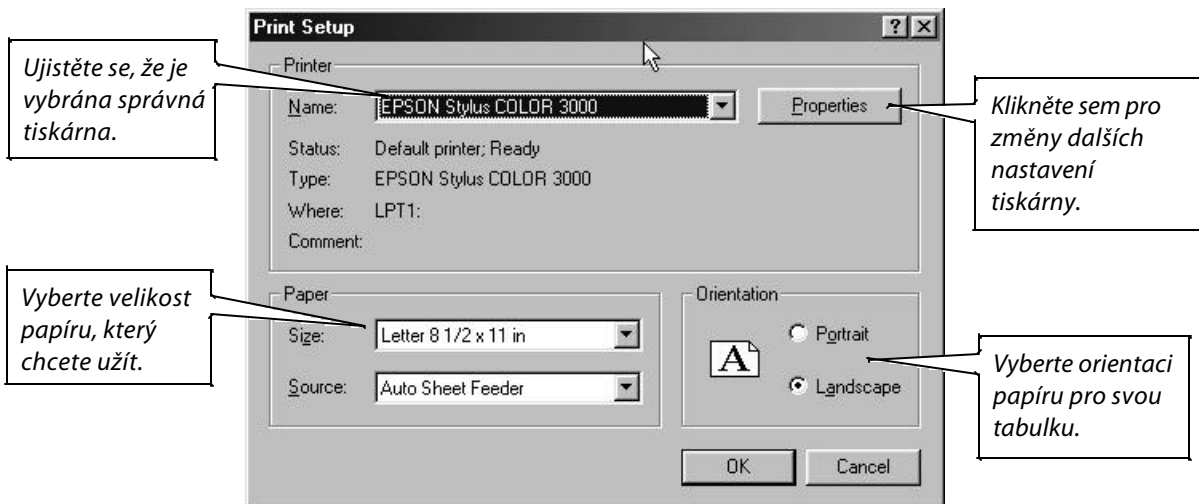 Print Setup
Ujistěte se, že je
vybrána správná
tiskárna.
Printer
Name: EPSON Stylus COLOR 3000 Properties
Status: Default printer; Ready
Type: EPSON Stylus COLOR 3000
Where: LPT1:
Comment:
Klikněte sem pro
změny dalších
nastavení
tiskárny.
Vyberte velikost
papíru, který
chcete užít.
Paper
Size: Letter 8 1/2 x 11 in
Source: Auto Sheet Feeder
Orientation
A
Portrait
Landscape
Vyberte orientaci
papíru pro svou
tabulku.
OK Cancel